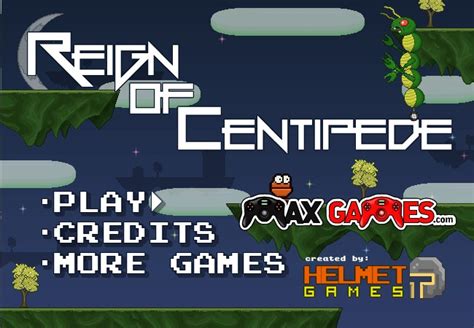 REIGN
OF
CENTIPEDE
·PLAY
·CREDITS
·MORE GAMES
MAX GAMES.com
created by:
HELMET
GAMES